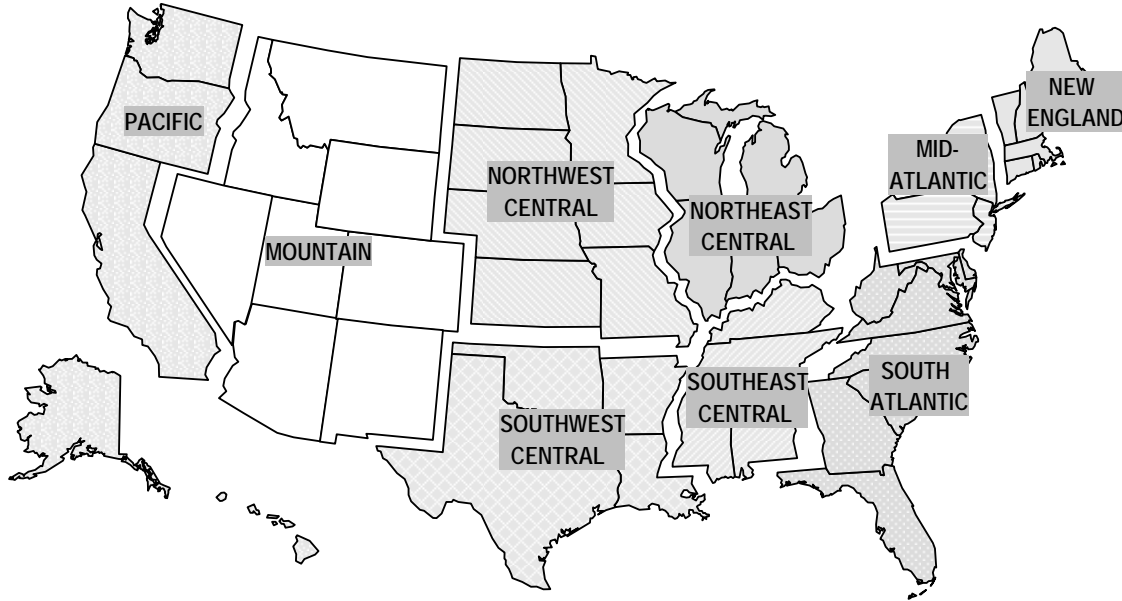 PACIFIC
MOUNTAIN
NORTHWEST
CENTRAL
NORTHEAST
CENTRAL
MID-
ATLANTIC
NEW
ENGLAND
SOUTHWEST
CENTRAL
SOUTHEAST
CENTRAL
SOUTH
ATLANTIC